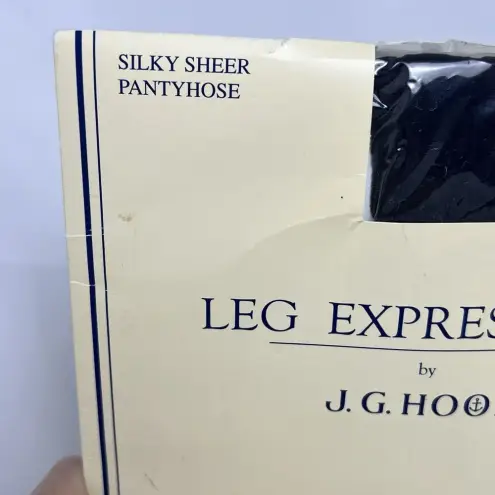 SILKY SHEER
PANTYHOSE
LEG EXPRES
by
J. G. HOO